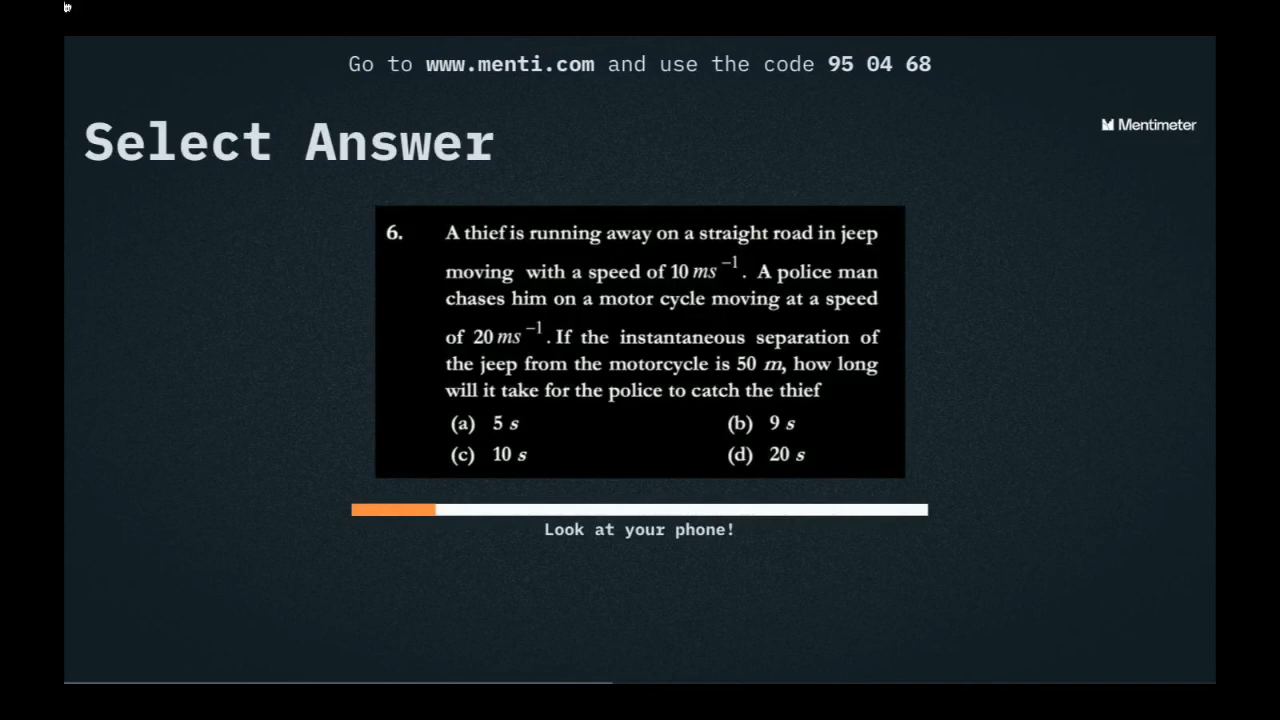 Go to www.menti.com and use the code 95 04 68
Select Answer
Mentimeter
6. A thief is running away on a straight road in jeep
moving with a speed of 10 ms⁻¹. A police man
chases him on a motor cycle moving at a speed
of 20 ms⁻¹. If the instantaneous separation of
the jeep from the motorcycle is 50 m, how long
will it take for the police to catch the thief
(a) 5 s (b) 9 s
(c) 10 s (d) 20 s
Look at your phone!